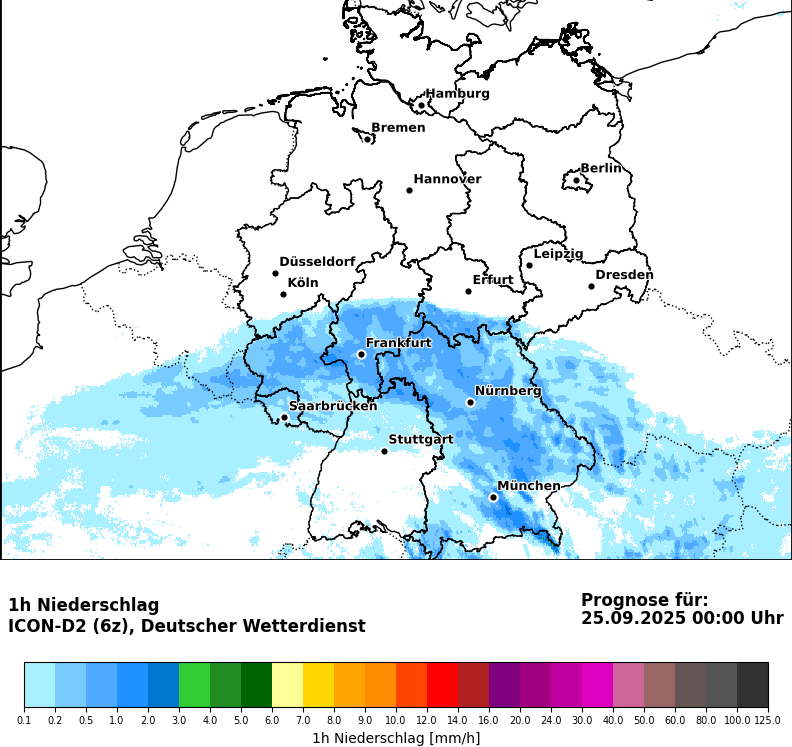 Hamburg
Bremen
Berlin
Hannover
Leipzig
Düsseldorf
Dresden
Köln
Erfurt
Frankfurt
Nürnberg
Saarbrücken
Stuttgart
München
1h Niederschlag
ICON-D2 (6z), Deutscher Wetterdienst
Prognose für:
25.09.2025 00:00 Uhr
0.1 0.2 0.5 1.0 2.0 3.0 4.0 5.0 6.0 7.0 9.0 10.0 12.0 14.0 16.0 20.0 24.0 30.0 40.0 50.0 60.0 80.0 100.0 125.0
1h Niederschlag [mm/h]